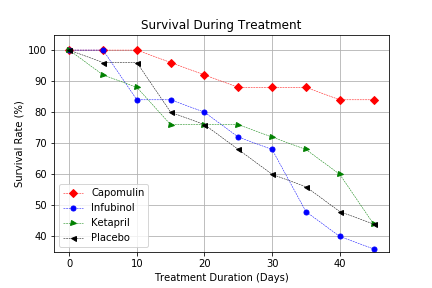 Survival During Treatment
100
90
80
70
60
50
40
Survival Rate (%)
Capomulin
Infubinol
Ketapril
Placebo
0
10
20
30
40
Treatment Duration (Days)